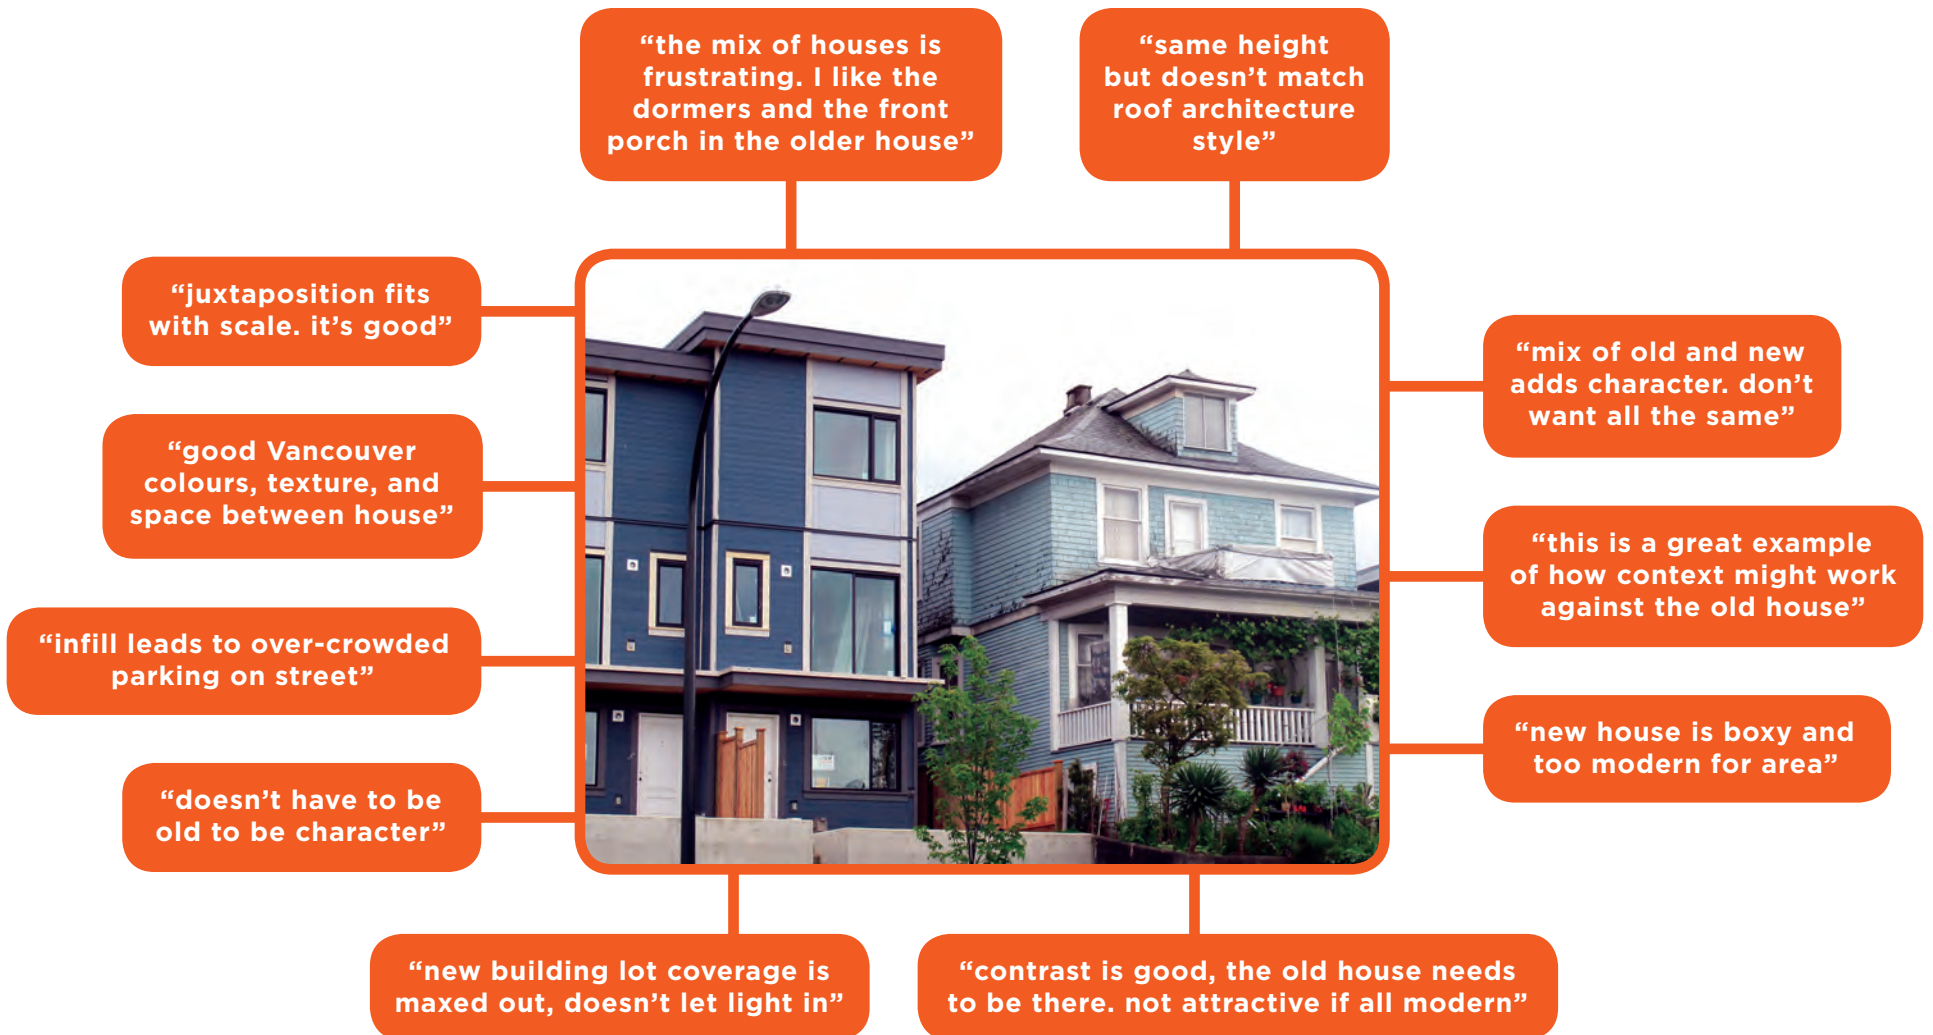 “the mix of houses is
frustrating. I like the
dormers and the front
porch in the older house”
“same height
but doesn’t match
roof architecture
style”
“juxtaposition fits
with scale. it’s good”
“good Vancouver
colours, texture, and
space between house”
“infill leads to over-crowded
parking on street”
“doesn’t have to be
old to be character”
“mix of old and new
adds character. don’t
want all the same”
“this is a great example
of how context might work
against the old house”
“new house is boxy and
too modern for area”
“new building lot coverage is
maxed out, doesn’t let light in”
“contrast is good, the old house needs
to be there. not attractive if all modern”